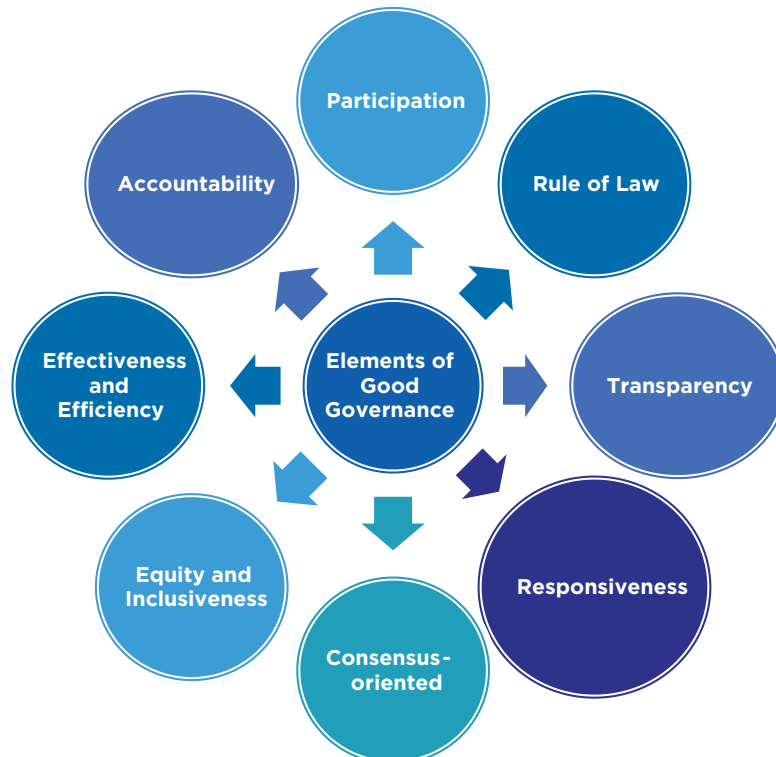 Participation
Rule of Law
Transparency
Responsiveness
Consensus-
oriented
Equity and
Inclusiveness
Effectiveness
and
Efficiency
Accountability
Elements of
Good
Governance